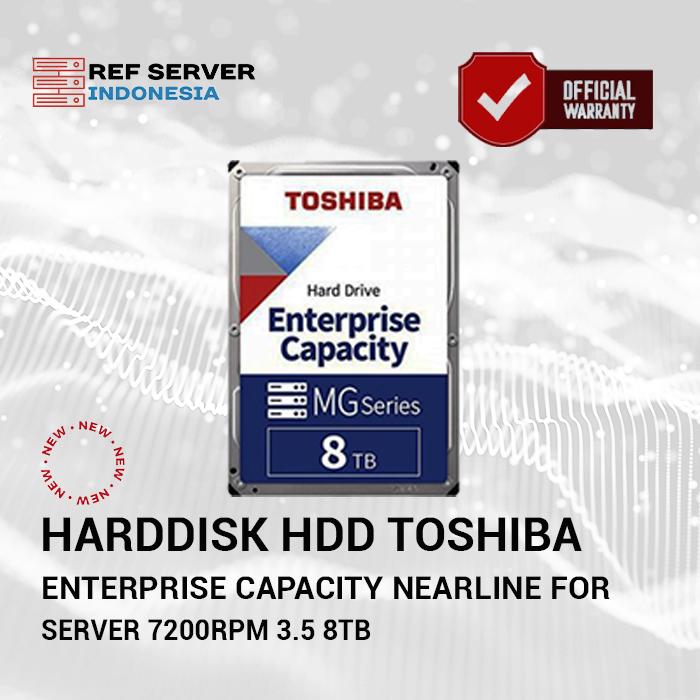 REF SERVER
INDONESIA
OFFICIAL
WARRANTY
TOSHIBA
Hard Drive
Enterprise
Capacity
MG Series
8 TB
NEW • NEW • NEW • NEW • NEW • NEW •
HARDDISK HDD TOSHIBA
ENTERPRISE CAPACITY NEARLINE FOR
SERVER 7200RPM 3.5 8TB